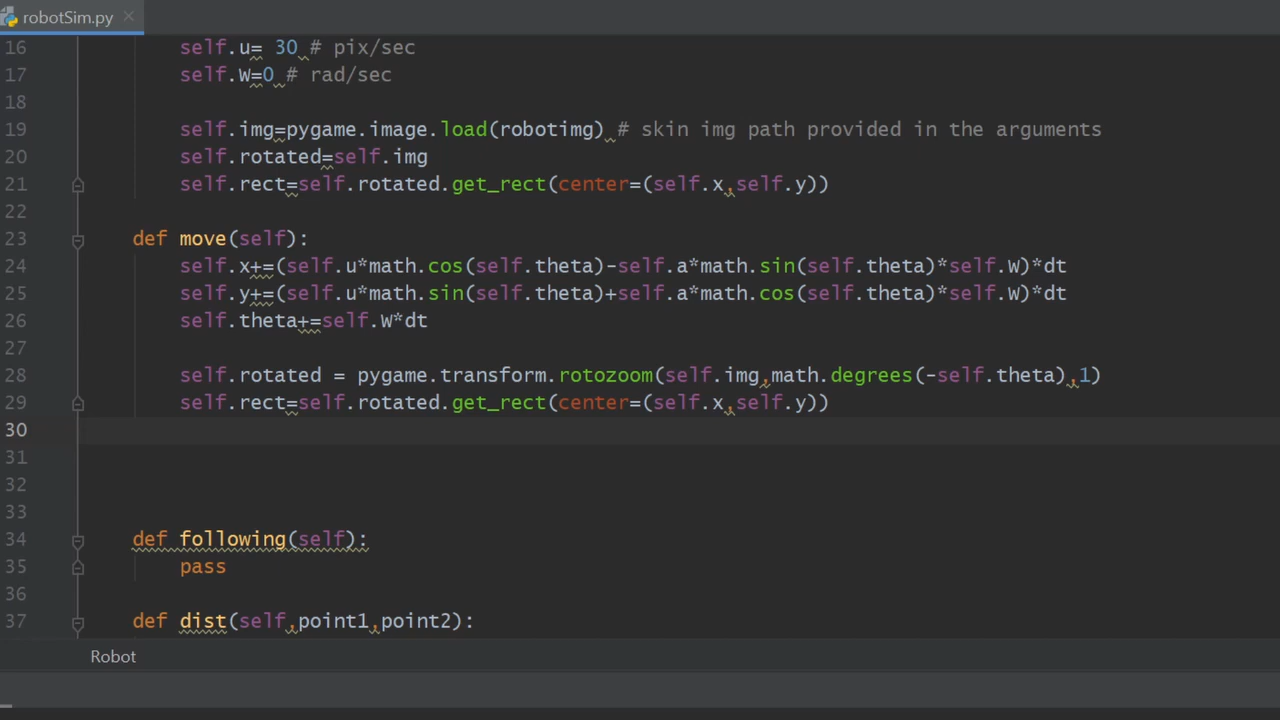 robotSim.py
16 self.u= 30 # pix/sec
17 self.w=0 # rad/sec
18
19 self.img=pygame.image.load(robotimg) # skin img path provided in the arguments
20 self.rotated=self.img
21 self.rect=self.rotated.get_rect(center=(self.x,self.y))
22
23 def move(self):
24 self.x+=(self.u*math.cos(self.theta)-self.a*math.sin(self.theta)*self.w)*dt
25 self.y+=(self.u*math.sin(self.theta)+self.a*math.cos(self.theta)*self.w)*dt
26 self.theta+=self.w*dt
27
28 self.rotated = pygame.transform.rotozoom(self.img,math.degrees(-self.theta),1)
29 self.rect=self.rotated.get_rect(center=(self.x,self.y))
30
31
32
33
34 def following(self):
35 pass
36
37 def dist(self,point1,point2):
Robot